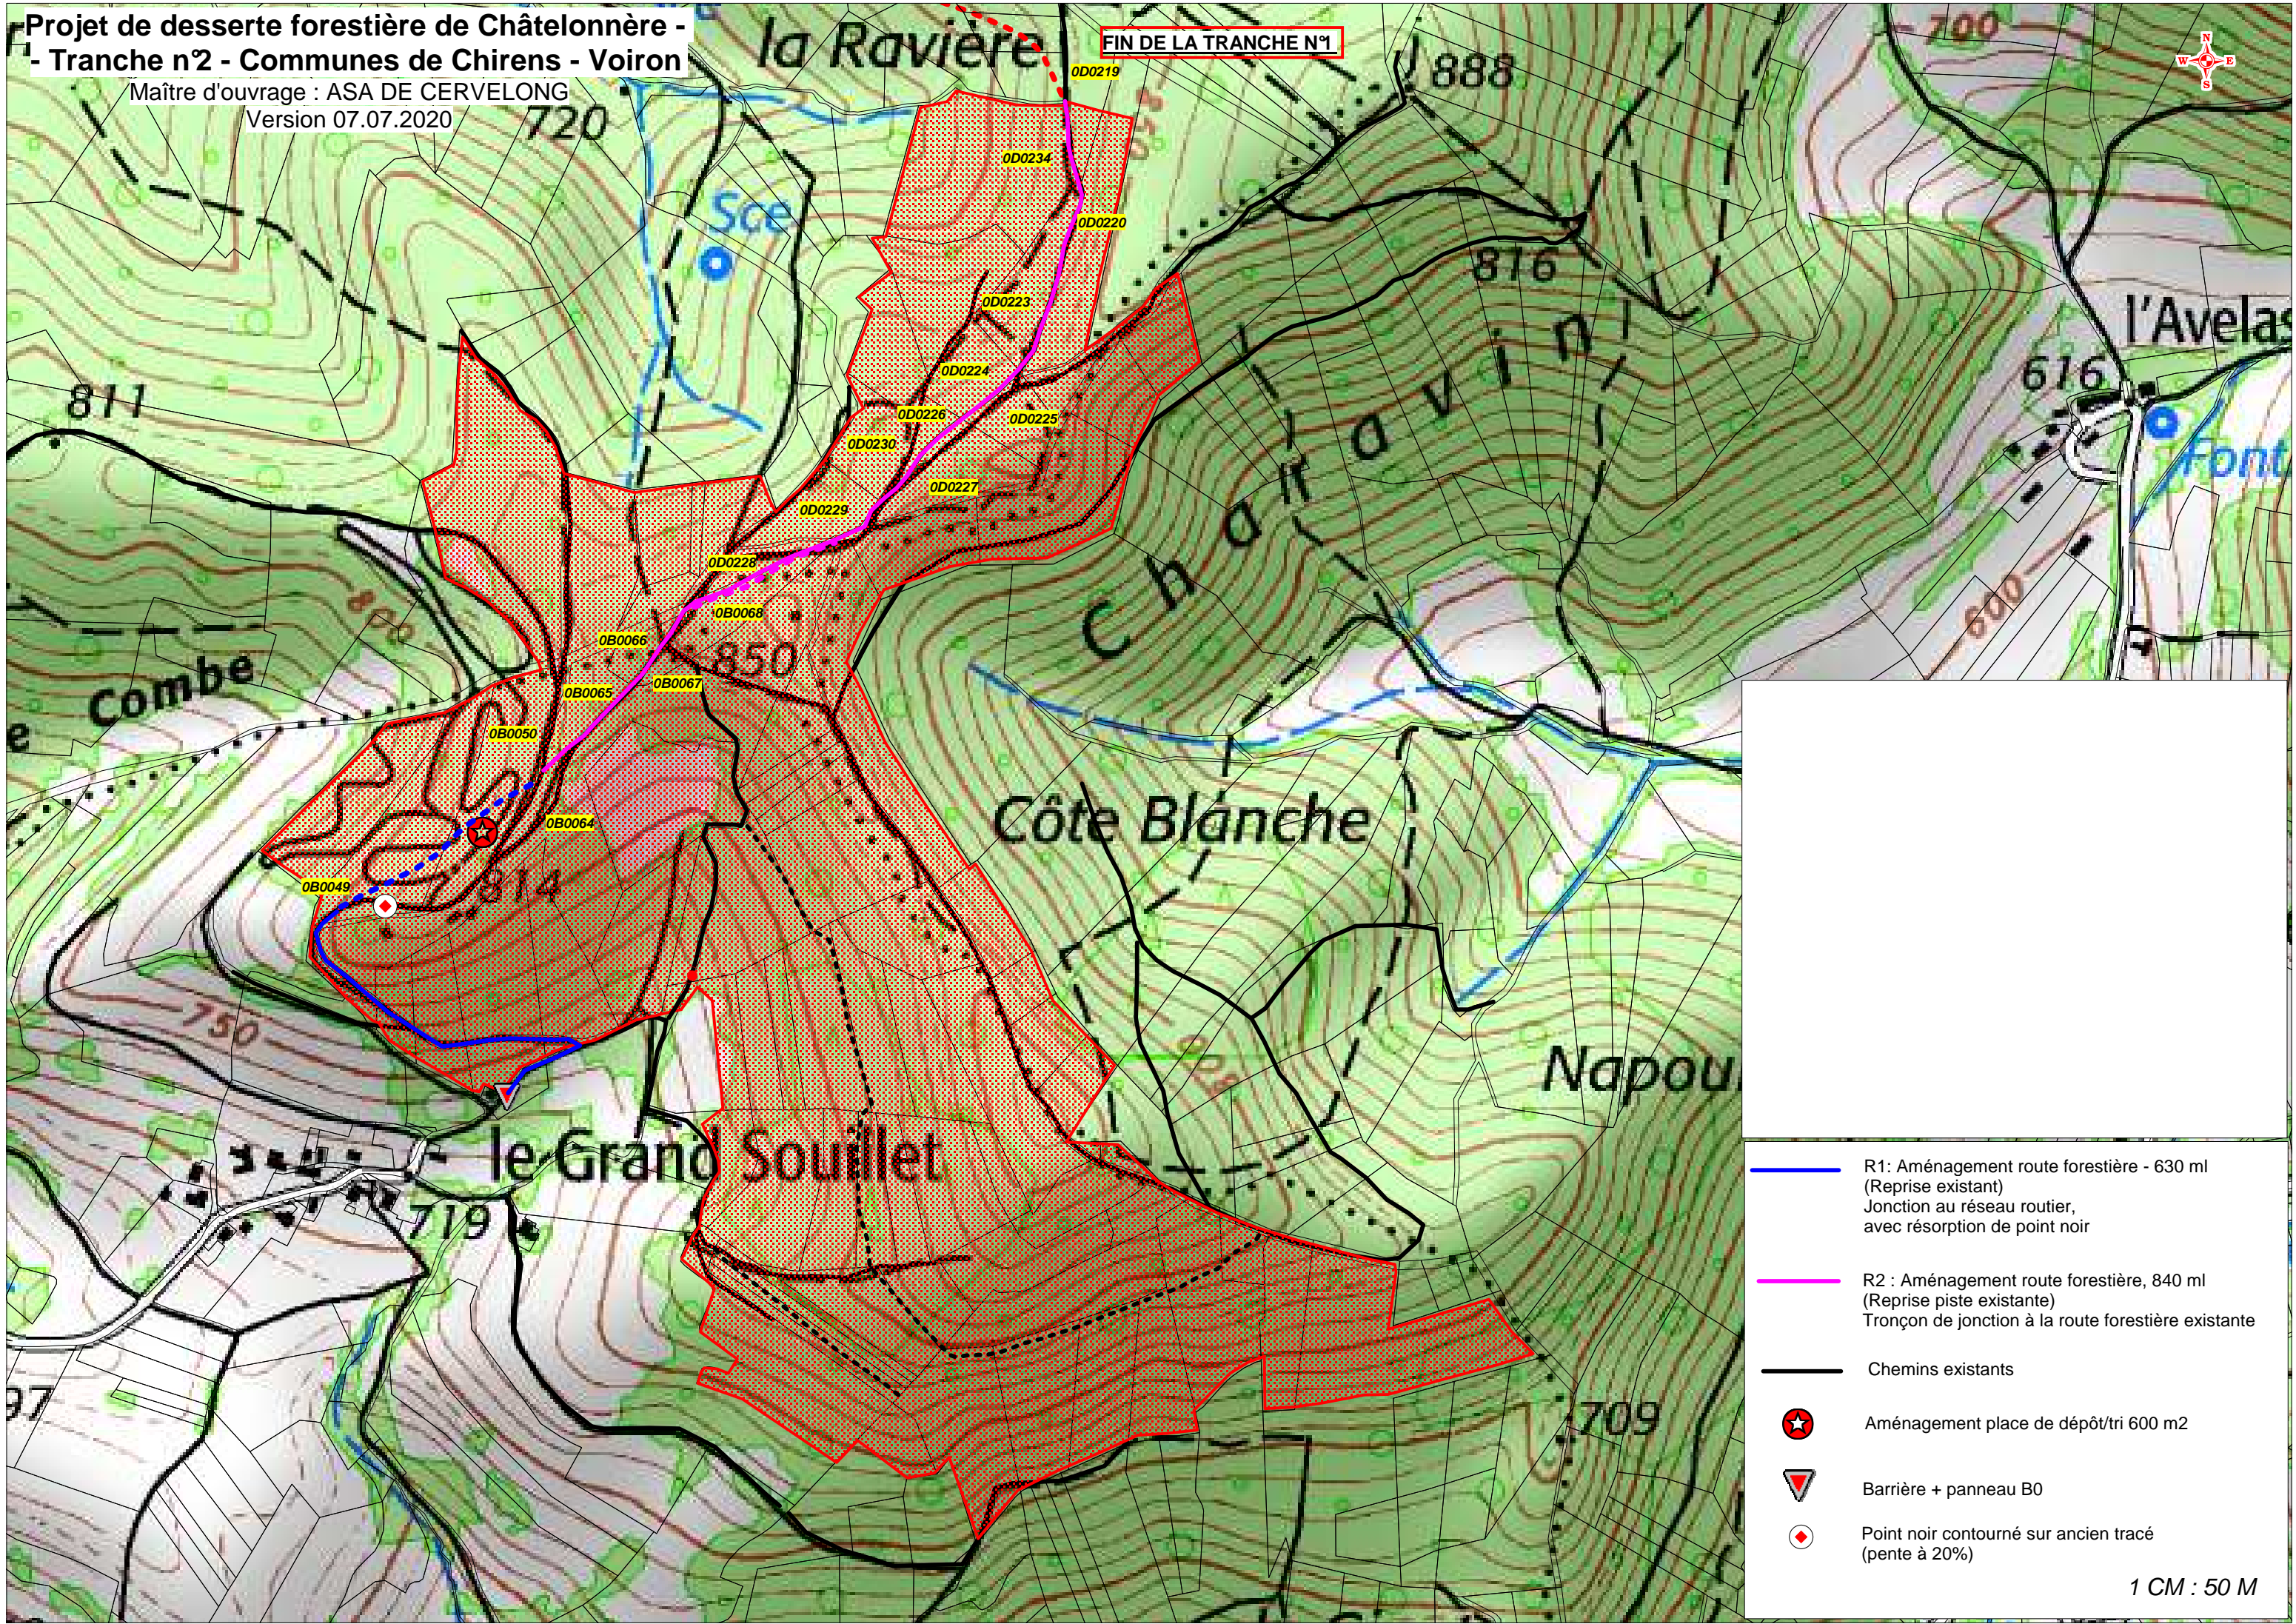 Projet de desserte forestière de Châtelonnère -
- Tranche n°2 - Communes de Chirens - Voiron
Maître d'ouvrage : ASA DE CERVELONG
Version 07.07.2020
la Ravière
FIN DE LA TRANCHE N°1
700
N
W
E
S
0D0219
888
720
0D0234
Sce
0D0220
816
0D0223
l'Avelas
616
0D0224
811
0D0226
0D0225
0D0230
Font
0D0227
0D0229
Charavin
0D0228
600
860
0B0068
0B0066
850
Combe
e
0B0067
0B0065
0B0050
Côte Blanche
0B0064
814
0B0049
750
Napou
800
le Grand Souillet
719
97
709
R1: Aménagement route forestière - 630 ml
(Reprise existant)
Jonction au réseau routier,
avec résorption de point noir
R2 : Aménagement route forestière, 840 ml
(Reprise piste existante)
Tronçon de jonction à la route forestière existante
Chemins existants
Aménagement place de dépôt/tri 600 m2
Barrière + panneau B0
Point noir contourné sur ancien tracé
(pente à 20%)
1 CM : 50 M